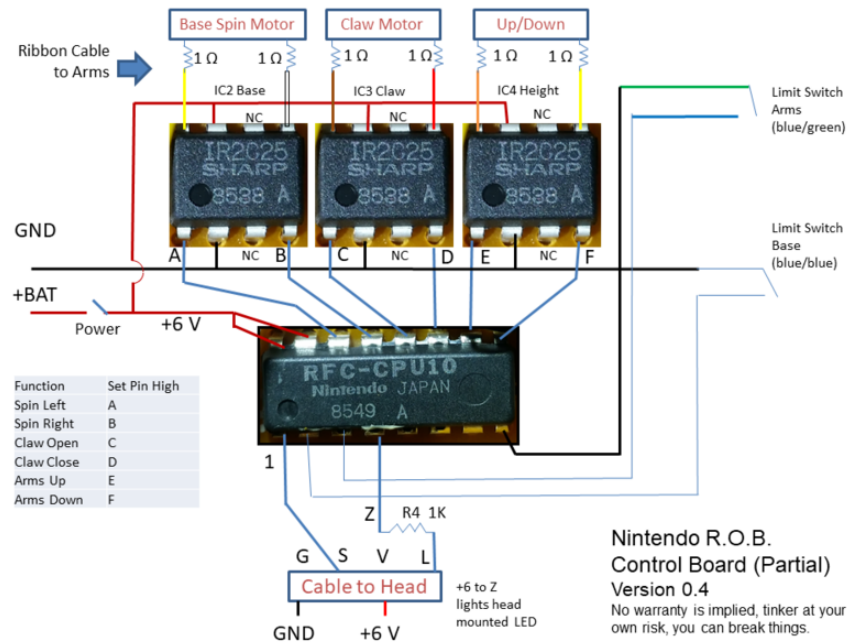 Base Spin Motor
Claw Motor
Up/Down
Ribbon Cable
to Arms
1 Ω
1 Ω
1 Ω
1 Ω
1 Ω
1 Ω
IC2 Base
IC3 Claw
IC4 Height
NC
NC
NC
Limit Switch
Arms
(blue/green)
IR2C25
SHARP
8538 A
IR2C25
SHARP
8538 A
IR2C25
SHARP
8538 A
GND
A
NC
B
C
NC
D
E
NC
F
Limit Switch
Base
(blue/blue)
+BAT
Power
+6 V
RFC-CPU10
Nintendo JAPAN
8549 A
Function Set Pin High
Spin Left A
Spin Right B
Claw Open C
Claw Close D
Arms Up E
Arms Down F
1
Z
R4 1K
G S V L
Cable to Head
+6 to Z
lights head
mounted LED
GND
+6 V
Nintendo R.O.B.
Control Board (Partial)
Version 0.4
No warranty is implied, tinker at your
own risk, you can break things.